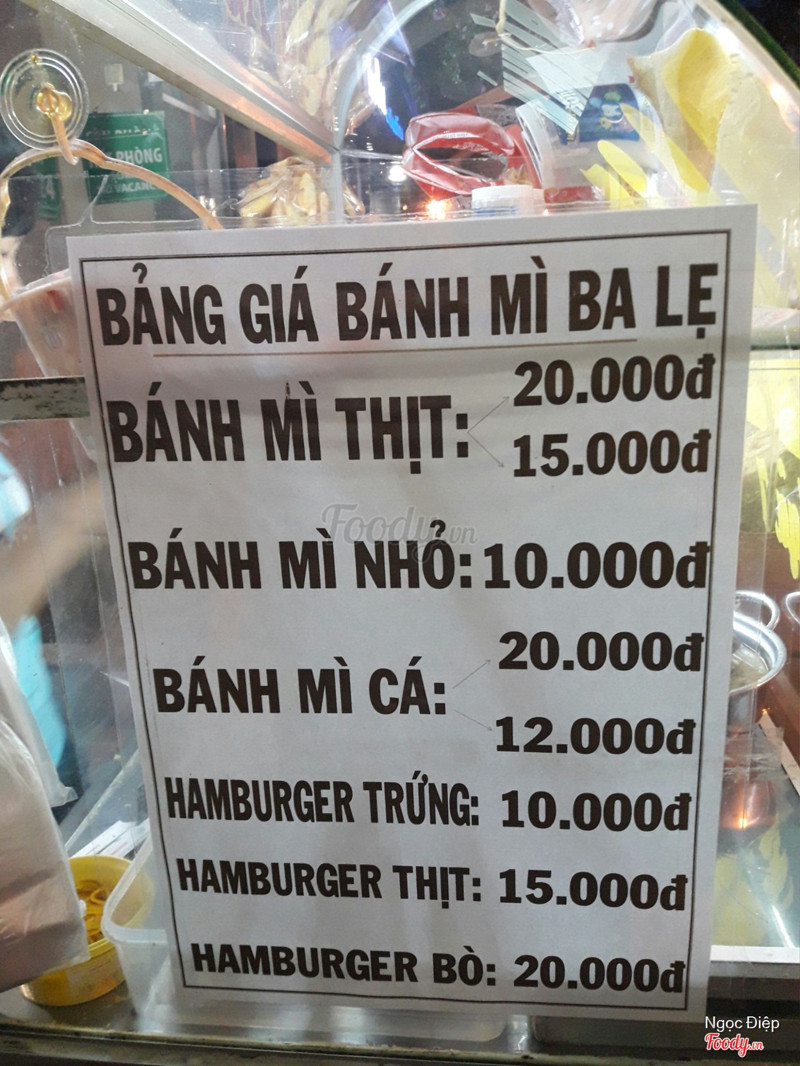 PHÒNG
VACANC
BẢNG GIÁ BÁNH MÌ BA LẸ
BÁNH MÌ THỊT: 20.000đ
15.000đ
Foody.vn
BÁNH MÌ NHỎ: 10.000đ
BÁNH MÌ CÁ: 20.000đ
12.000đ
HAMBURGER TRỨNG: 10.000đ
HAMBURGER THỊT: 15.000đ
HAMBURGER BÒ: 20.000đ
Ngọc Điệp
Foody.vn